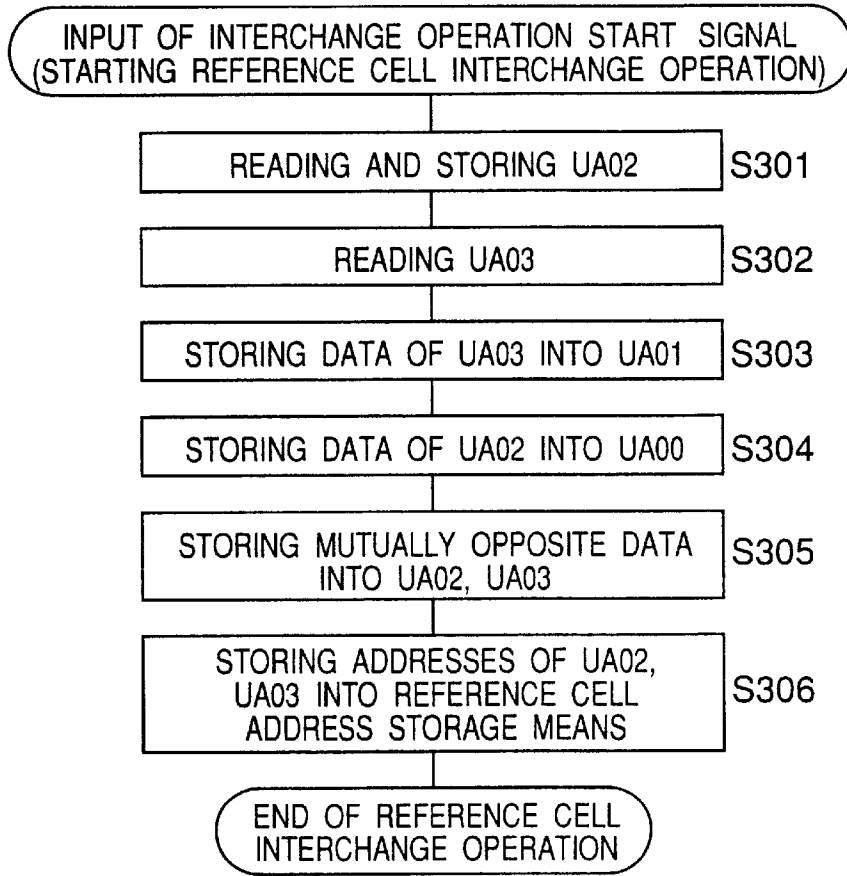 INPUT OF INTERCHANGE OPERATION START SIGNAL
(STARTING REFERENCE CELL INTERCHANGE OPERATION)
READING AND STORING UA02 S301
READING UA03 S302
STORING DATA OF UA03 INTO UA01 S303
STORING DATA OF UA02 INTO UA00 S304
STORING MUTUALLY OPPOSITE DATA
INTO UA02, UA03
S305
STORING ADDRESSES OF UA02,
UA03 INTO REFERENCE CELL
ADDRESS STORAGE MEANS
S306
END OF REFERENCE CELL
INTERCHANGE OPERATION